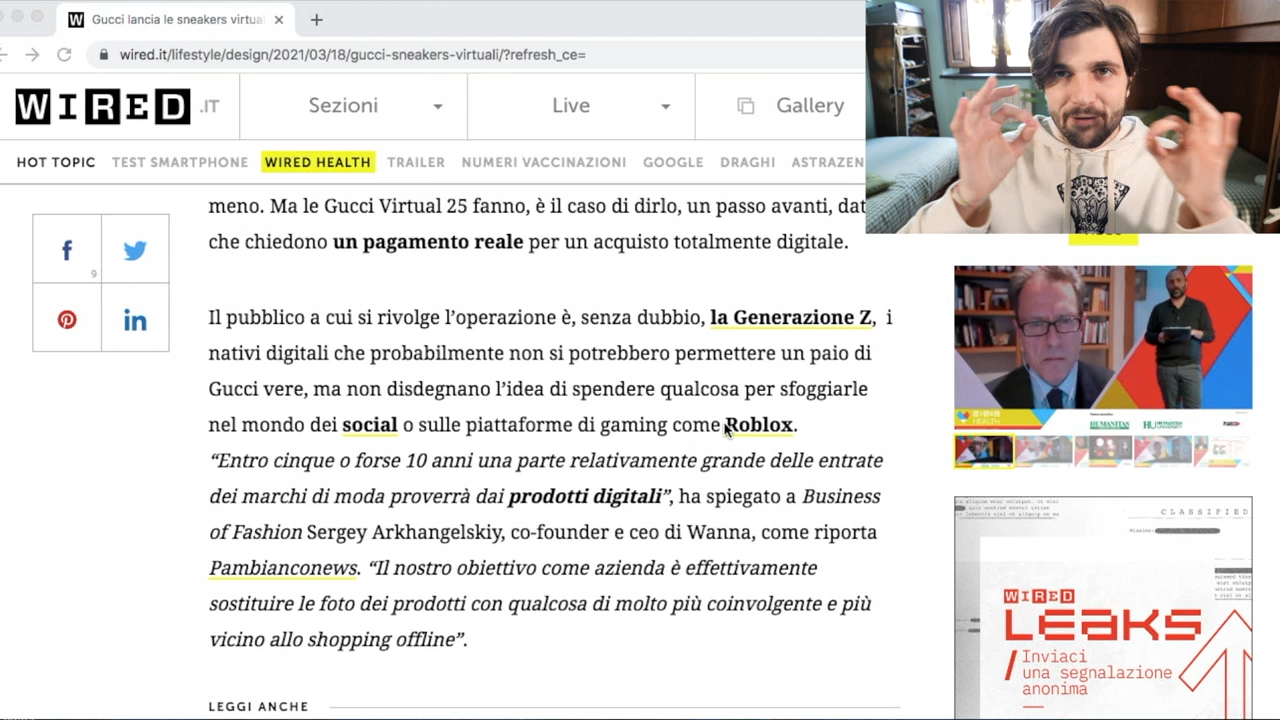 Gucci lancia le sneakers virtua
wired.it/lifestyle/design/2021/03/18/gucci-sneakers-virtuali/?refresh_ce=
WIRED.IT
Sezioni
Live
Gallery
HOT TOPIC TEST SMARTPHONE WIRED HEALTH TRAILER NUMERI VACCINAZIONI GOOGLE DRAGHI ASTRAZEN
meno. Ma le Gucci Virtual 25 fanno, è il caso di dirlo, un passo avanti, dat
che chiedono un pagamento reale per un acquisto totalmente digitale.
9
Il pubblico a cui si rivolge l’operazione è, senza dubbio, la Generazione Z, i
nativi digitali che probabilmente non si potrebbero permettere un paio di
Gucci vere, ma non disdegnano l’idea di spendere qualcosa per sfoggiarle
nel mondo dei social o sulle piattaforme di gaming come Roblox.
“Entro cinque o forse 10 anni una parte relativamente grande delle entrate
dei marchi di moda proverrà dai prodotti digitali”, ha spiegato a Business
of Fashion Sergey Arkhangelskiy, co-founder e ceo di Wanna, come riporta
Pambianconews. “Il nostro obiettivo come azienda è effettivamente
sostituire le foto dei prodotti con qualcosa di molto più coinvolgente e più
vicino allo shopping offline”.
LEGGI ANCHE
HEALTH
HUMANITAS
HUMANITAS
UNIVERSITY
CLASSIFIED
WIRED
LEAKS
Inviaci
una segnalazione
anonima